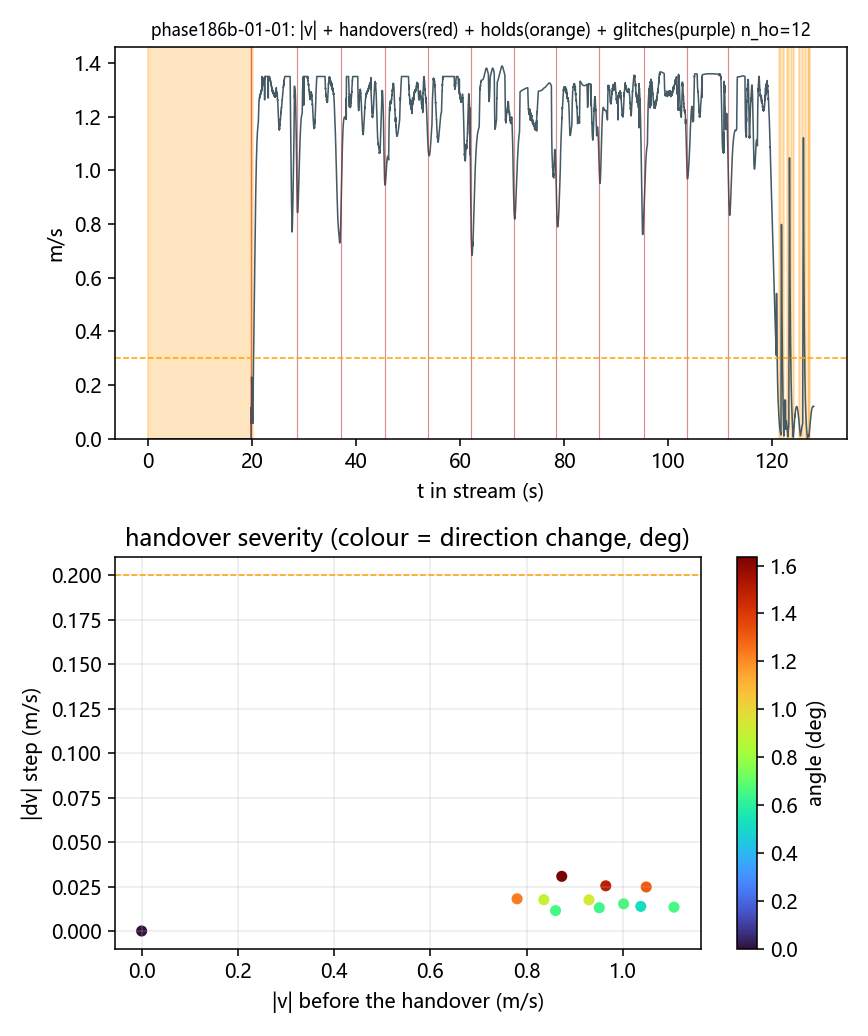 phase186b-01-01: |v| + handovers(red) + holds(orange) + glitches(purple) n_ho=12
1.4
1.2
1.0
0.8
0.6
0.4
0.2
0.0
m/s
0 20 40 60 80 100 120
t in stream (s)
handover severity (colour = direction change, deg)
0.200
0.175
0.150
0.125
0.100
0.075
0.050
0.025
0.000
|dv| step (m/s)
0.0 0.2 0.4 0.6 0.8 1.0
|v| before the handover (m/s)
1.6
1.4
1.2
1.0
0.8
0.6
0.4
0.2
0.0
angle (deg)